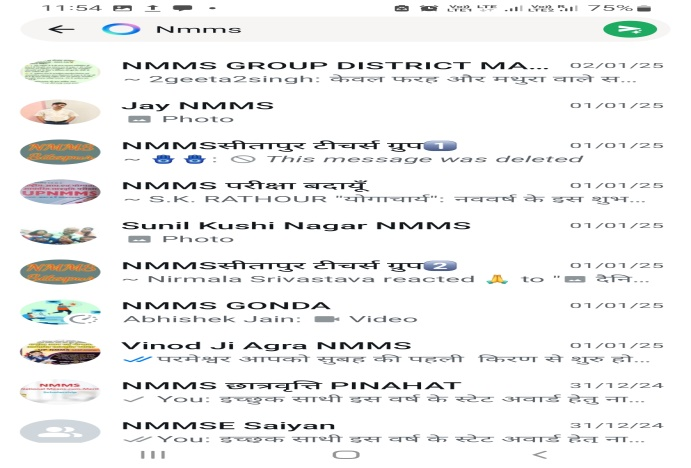 11:54
75%
Nmms
NMMS GROUP DISTRICT MA... 02/01/25
~ 2geeta2singh: केवल फरह और मथुरा वाले स...
Jay NMMS 01/01/25
Photo
NMMSसीतापुर टीचर्स ग्रुप1️⃣ 01/01/25
~ 🪬🪬: This message was deleted
NMMS परीक्षा बदायूँ 01/01/25
~ S.K. RATHOUR "योगाचार्य": नववर्ष के इस शुभ...
Sunil Kushi Nagar NMMS 01/01/25
Photo
NMMSसीतापुर टीचर्स ग्रुप2️⃣ 01/01/25
~ Nirmala Srivastava reacted 🙏 to " दैनि...
NMMS GONDA 01/01/25
Abhishek Jain: Video
Vinod Ji Agra NMMS 01/01/25
परमेश्वर आपको सुबह की पहली किरण से शुरु हो...
NMMS छात्रवृत्ति PINAHAT 31/12/24
You: इच्छुक साथी इस वर्ष के स्टेट अवार्ड हेतु ना...
NMMSE Saiyan 31/12/24
You: इच्छुक साथी इस वर्ष के स्टेट अवार्ड हेतु ना...